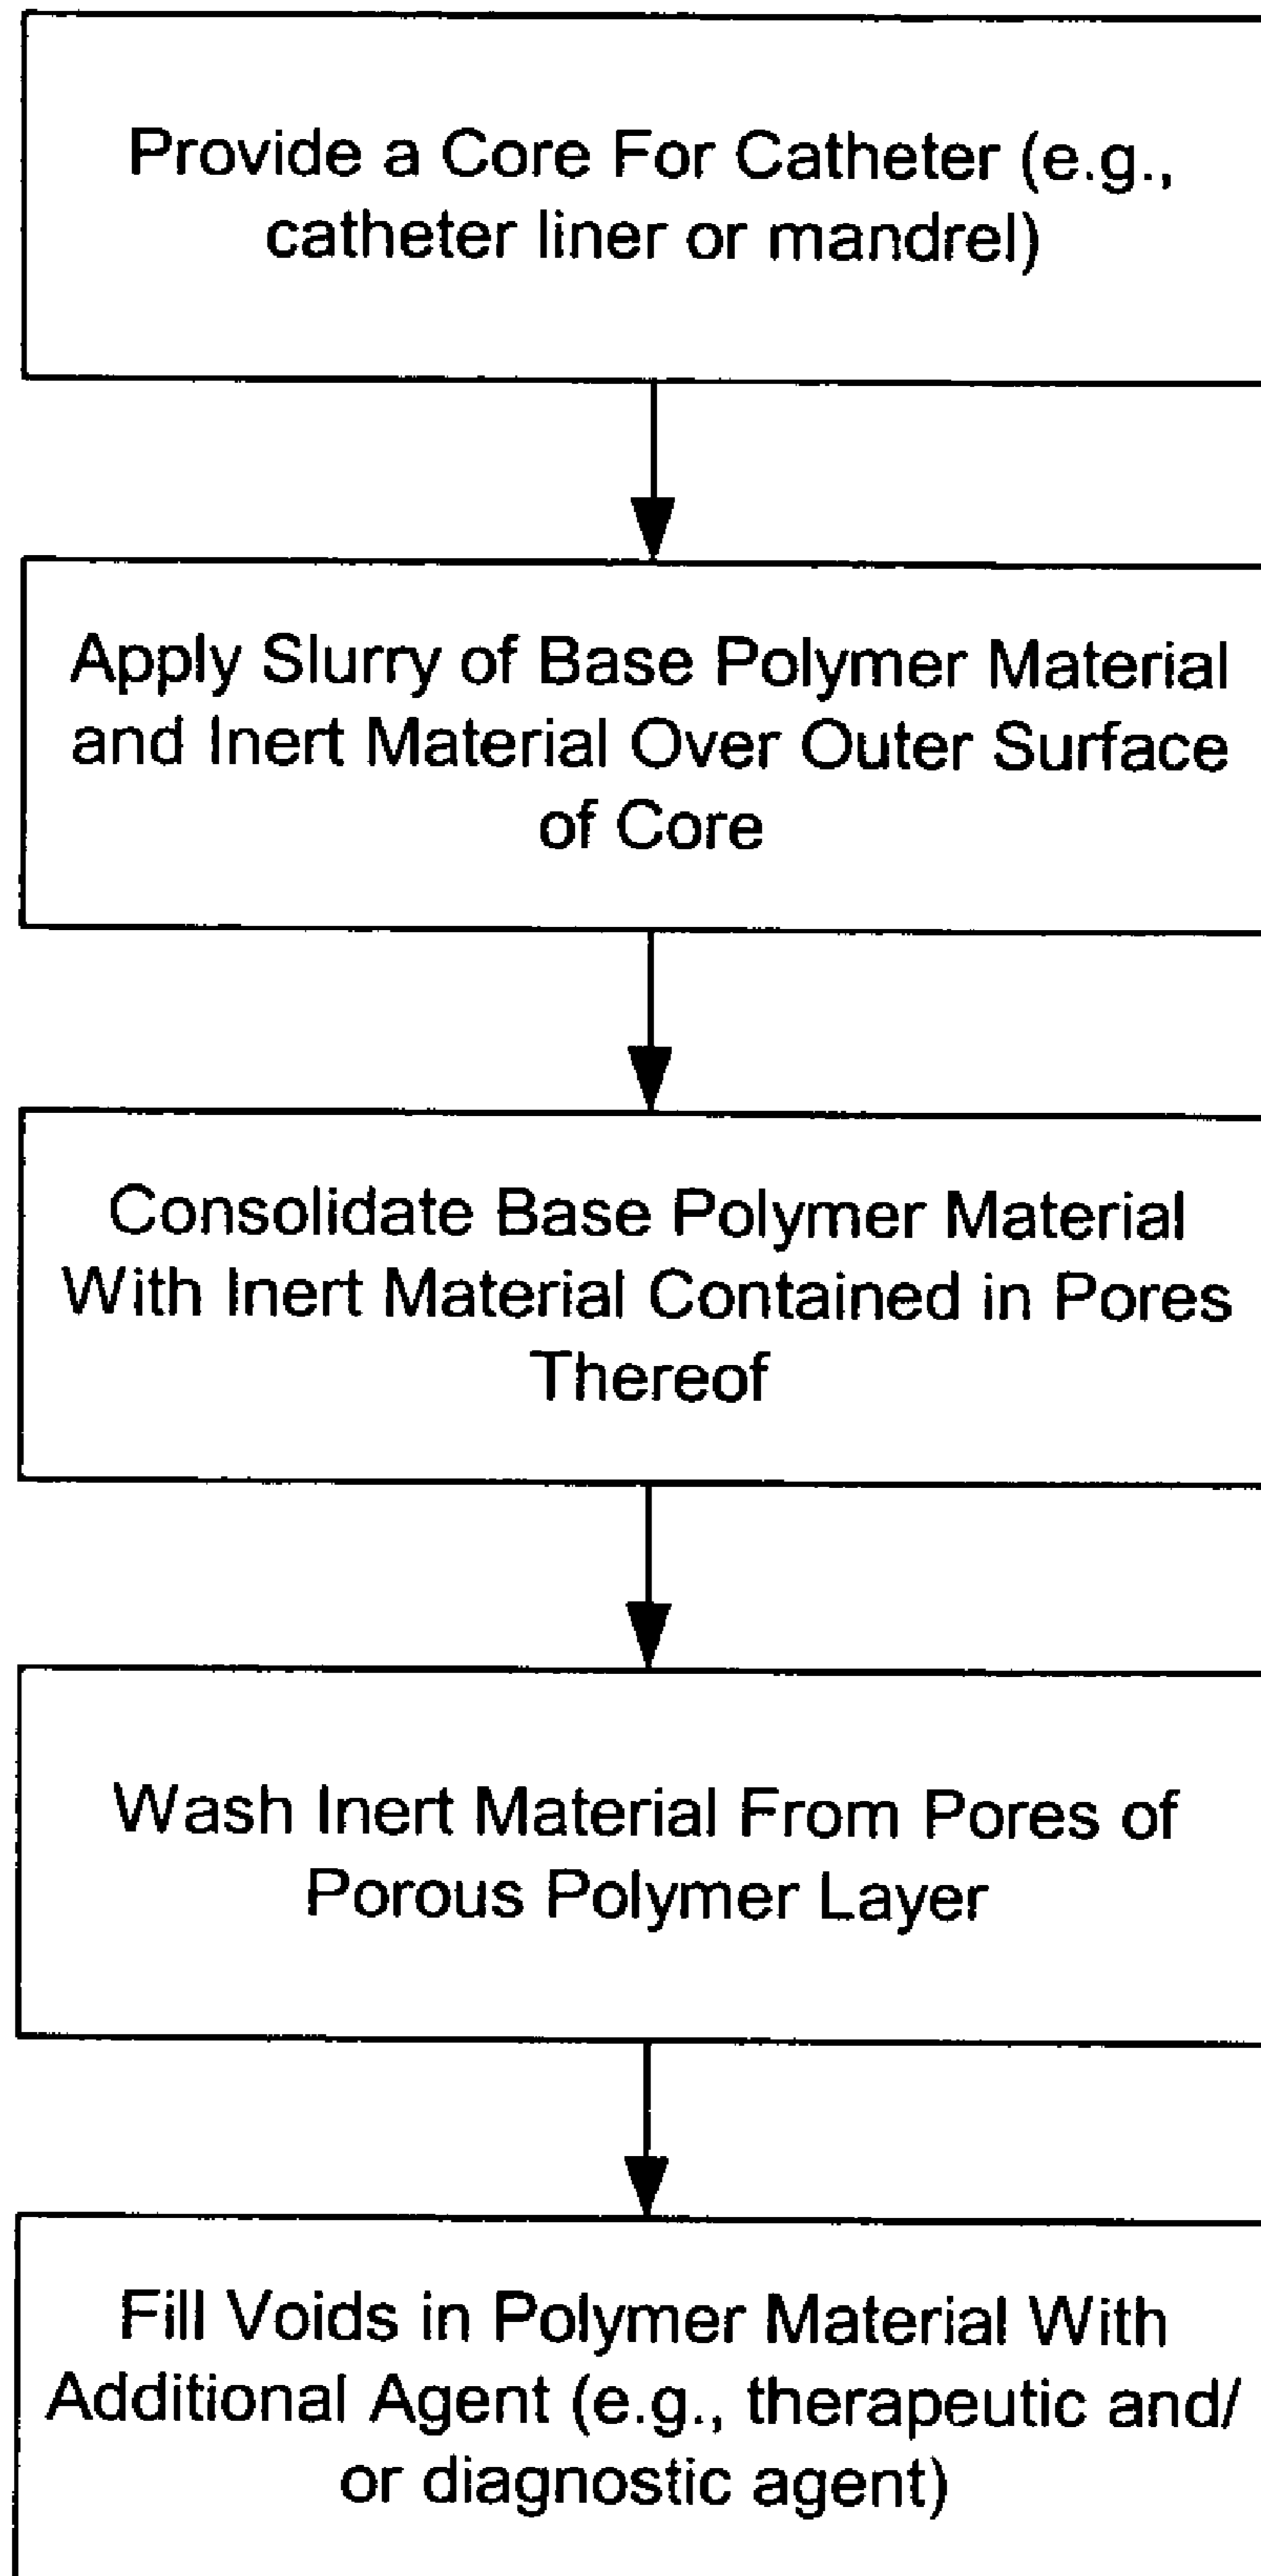 Provide a Core For Catheter (e.g.,
catheter liner or mandrel)
Apply Slurry of Base Polymer Material
and Inert Material Over Outer Surface
of Core
Consolidate Base Polymer Material
With Inert Material Contained in Pores
Thereof
Wash Inert Material From Pores of
Porous Polymer Layer
Fill Voids in Polymer Material With
Additional Agent (e.g., therapeutic and/
or diagnostic agent)